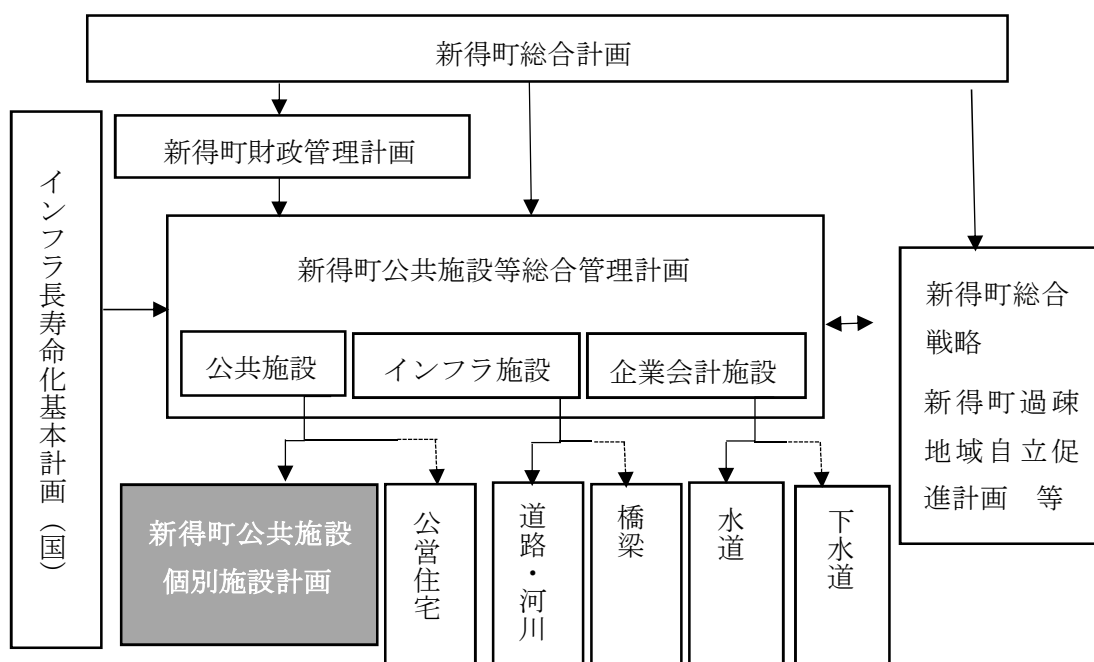 新得町総合計画
新得町財政管理計画
インフラ長寿命化基本計画（国）
新得町公共施設等総合管理計画
公共施設
インフラ施設
企業会計施設
新得町総合
戦略
新得町過疎
地域自立促
進計画　等
新得町公共施設
個別施設計画
公営住宅
道路・河川
橋梁
水道
下水道